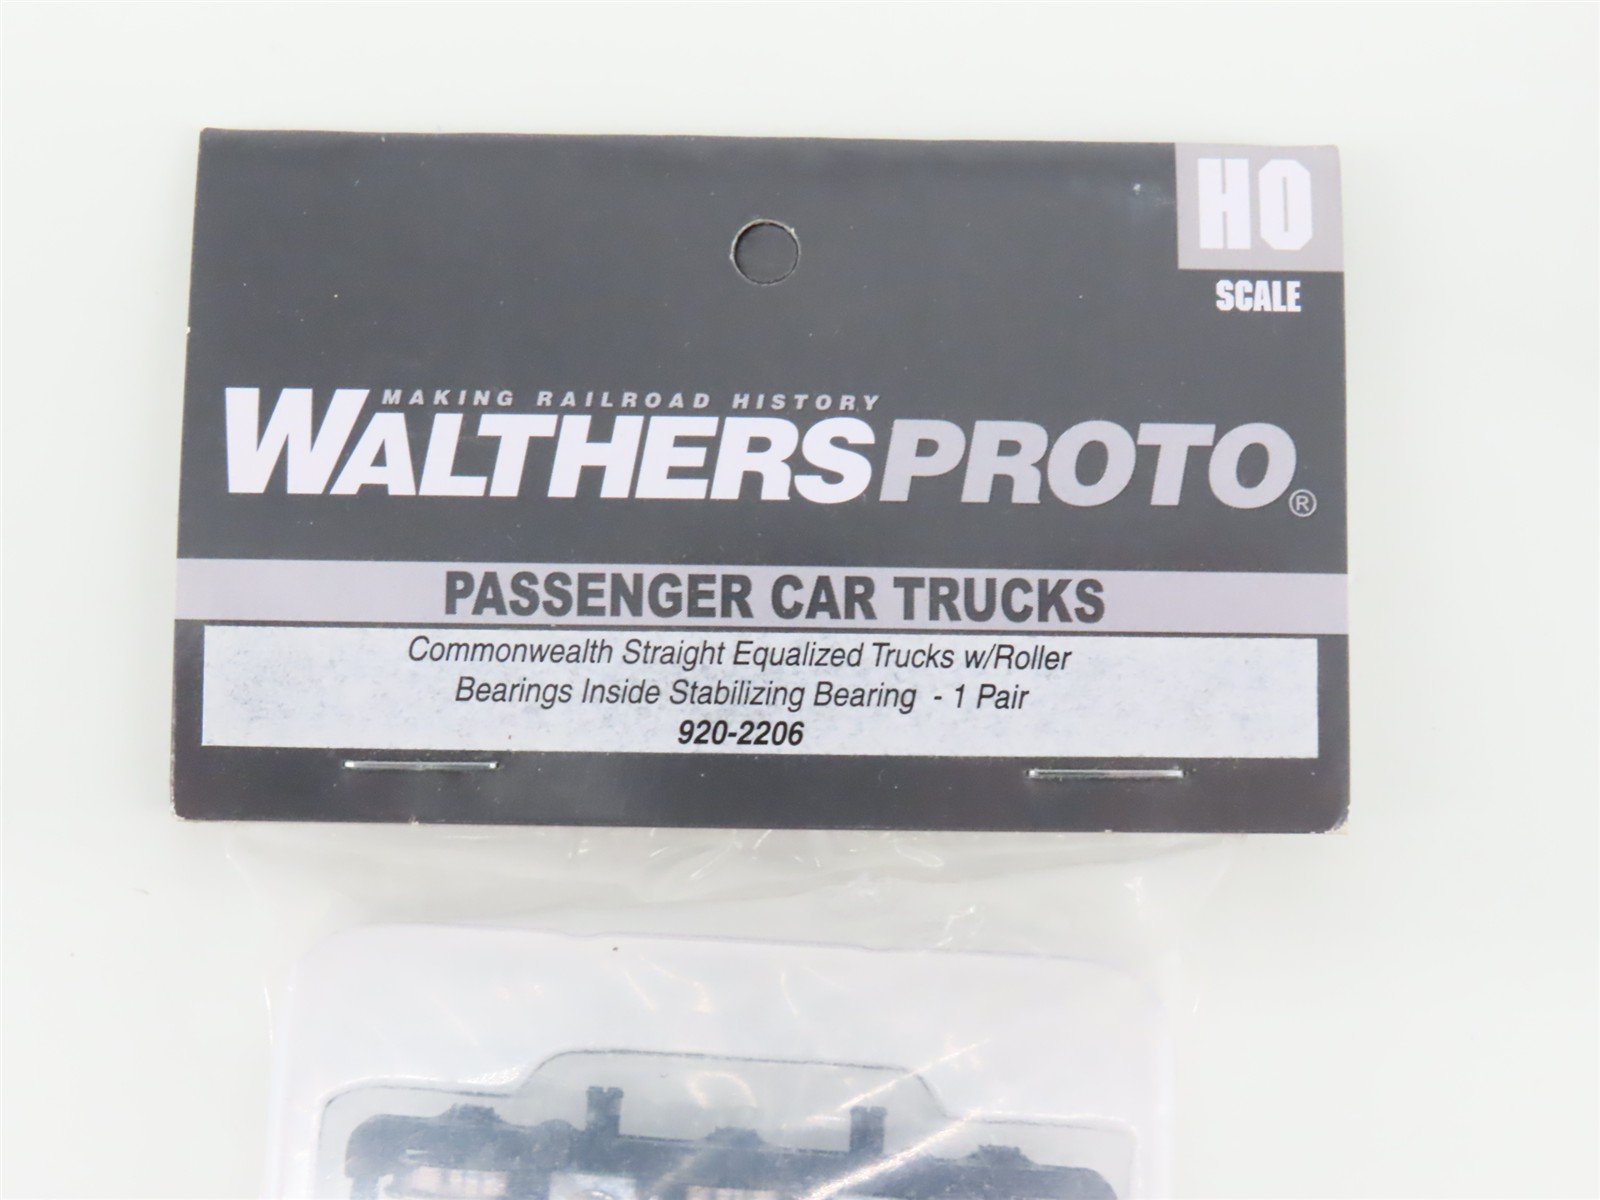 HO
SCALE
MAKING RAILROAD HISTORY
WALTHERSPROTO®
PASSENGER CAR TRUCKS
Commonwealth Straight Equalized Trucks w/Roller
Bearings Inside Stabilizing Bearing - 1 Pair
920-2206